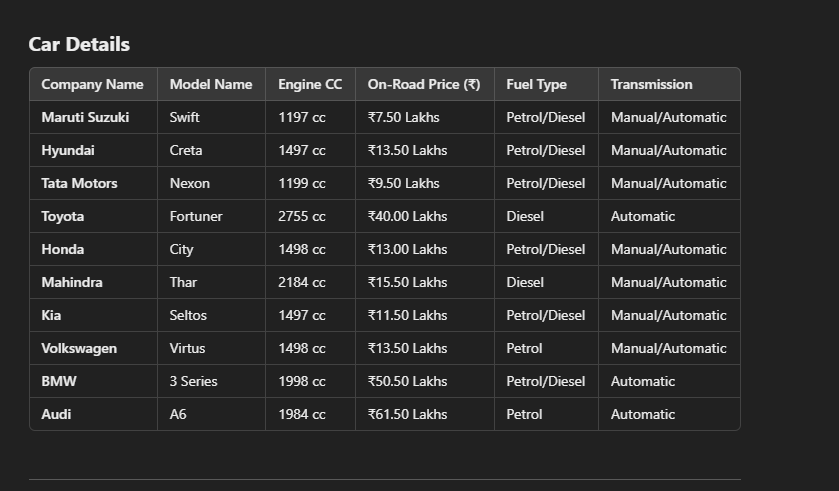 Car Details
Company Name Model Name Engine CC On-Road Price (₹) Fuel Type Transmission
Maruti Suzuki Swift 1197 cc ₹7.50 Lakhs Petrol/Diesel Manual/Automatic
Hyundai Creta 1497 cc ₹13.50 Lakhs Petrol/Diesel Manual/Automatic
Tata Motors Nexon 1199 cc ₹9.50 Lakhs Petrol/Diesel Manual/Automatic
Toyota Fortuner 2755 cc ₹40.00 Lakhs Diesel Automatic
Honda City 1498 cc ₹13.00 Lakhs Petrol/Diesel Manual/Automatic
Mahindra Thar 2184 cc ₹15.50 Lakhs Diesel Manual/Automatic
Kia Seltos 1497 cc ₹11.50 Lakhs Petrol/Diesel Manual/Automatic
Volkswagen Virtus 1498 cc ₹13.50 Lakhs Petrol Manual/Automatic
BMW 3 Series 1998 cc ₹50.50 Lakhs Petrol/Diesel Automatic
Audi A6 1984 cc ₹61.50 Lakhs Petrol Automatic